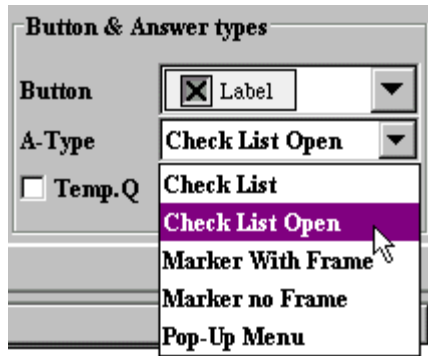 Button & Answer types
Button Label
A-Type Check List Open
Temp.Q Check List
Check List Open
Marker With Frame
Marker no Frame
Pop-Up Menu